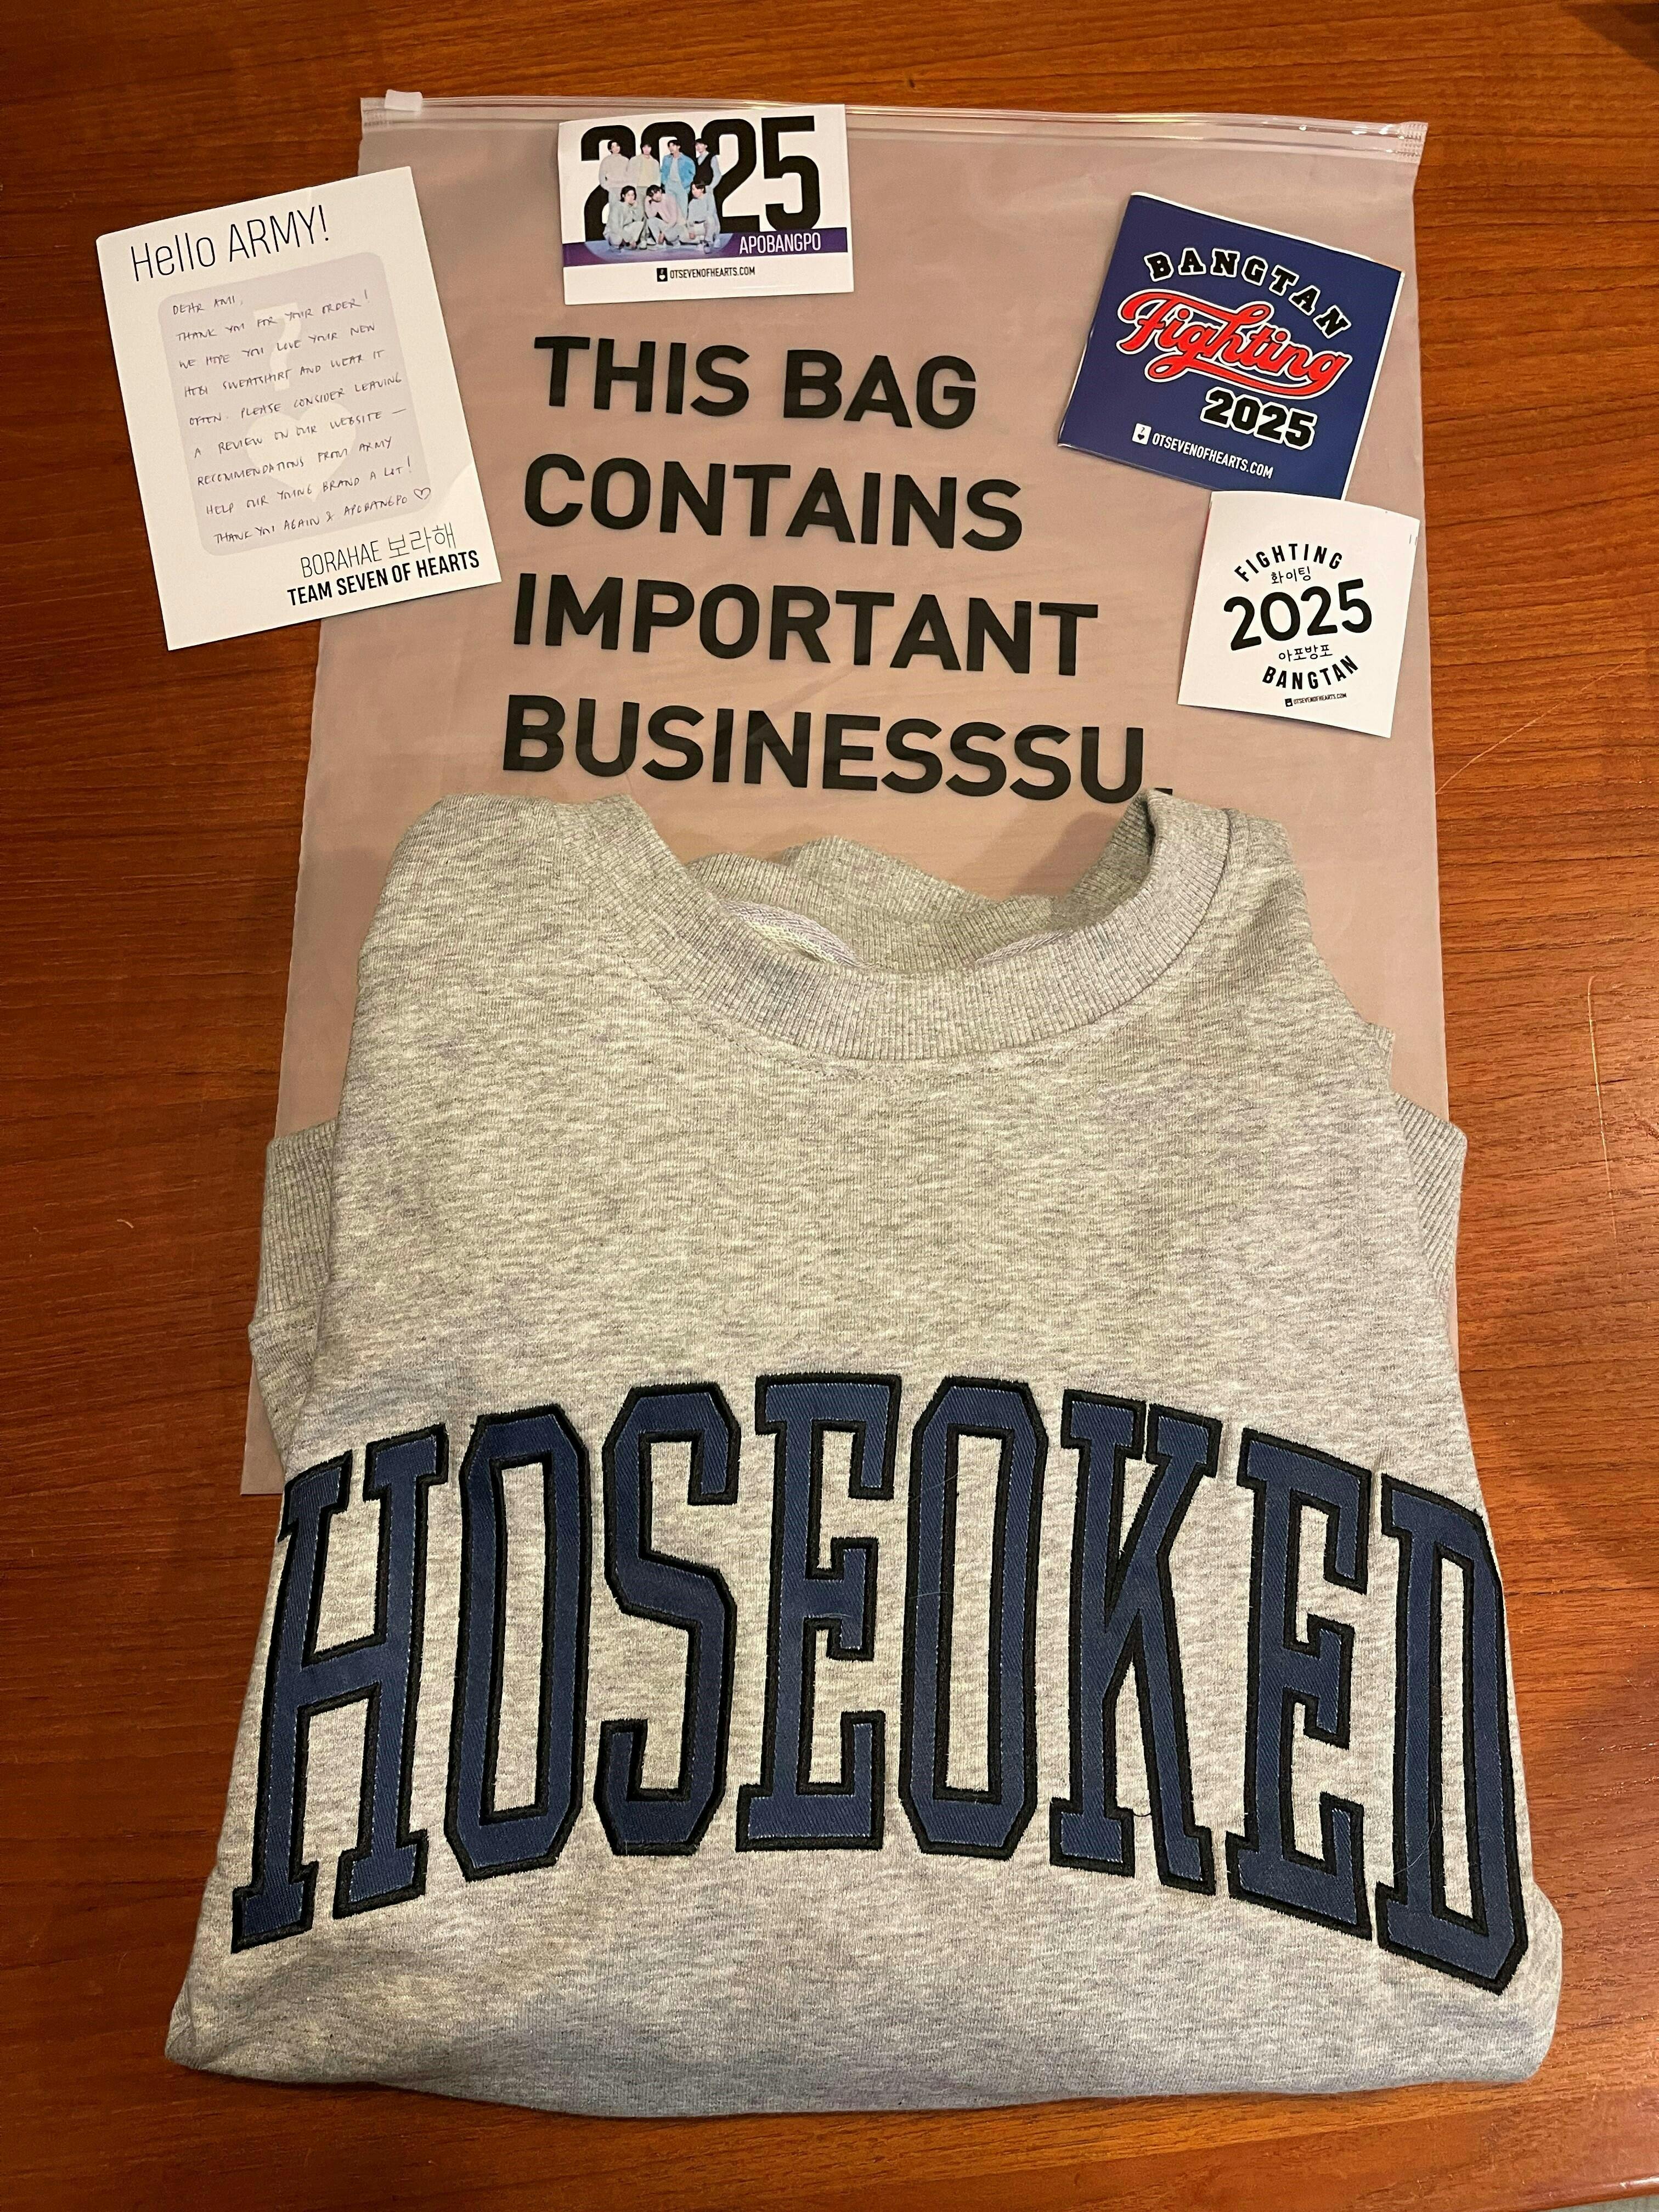 Hello ARMY!
DEAR AMI,
THANK YOU FOR YOUR ORDER!
WE HOPE YOU LOVE YOUR NEW
HOBI SWEATSHIRT AND WEAR IT
OFTEN. PLEASE CONSIDER LEAVING
A REVIEW ON OUR WEBSITE —
RECOMMENDATIONS FROM ARMY
HELP OUR YOUNG BRAND A LOT!
THANK YOU AGAIN & APOBANGPO ♡
BORAHAE 보라해
TEAM SEVEN OF HEARTS
2025
APOBANGPO
OTSEVENOFHEARTS.COM
BANGTAN
Fighting
2025
OTSEVENOFHEARTS.COM
FIGHTING
화이팅
2025
아포방포
BANGTAN
OTSEVENOFHEARTS.COM
THIS BAG
CONTAINS
IMPORTANT
BUSINESSSU.
HOSEOKED